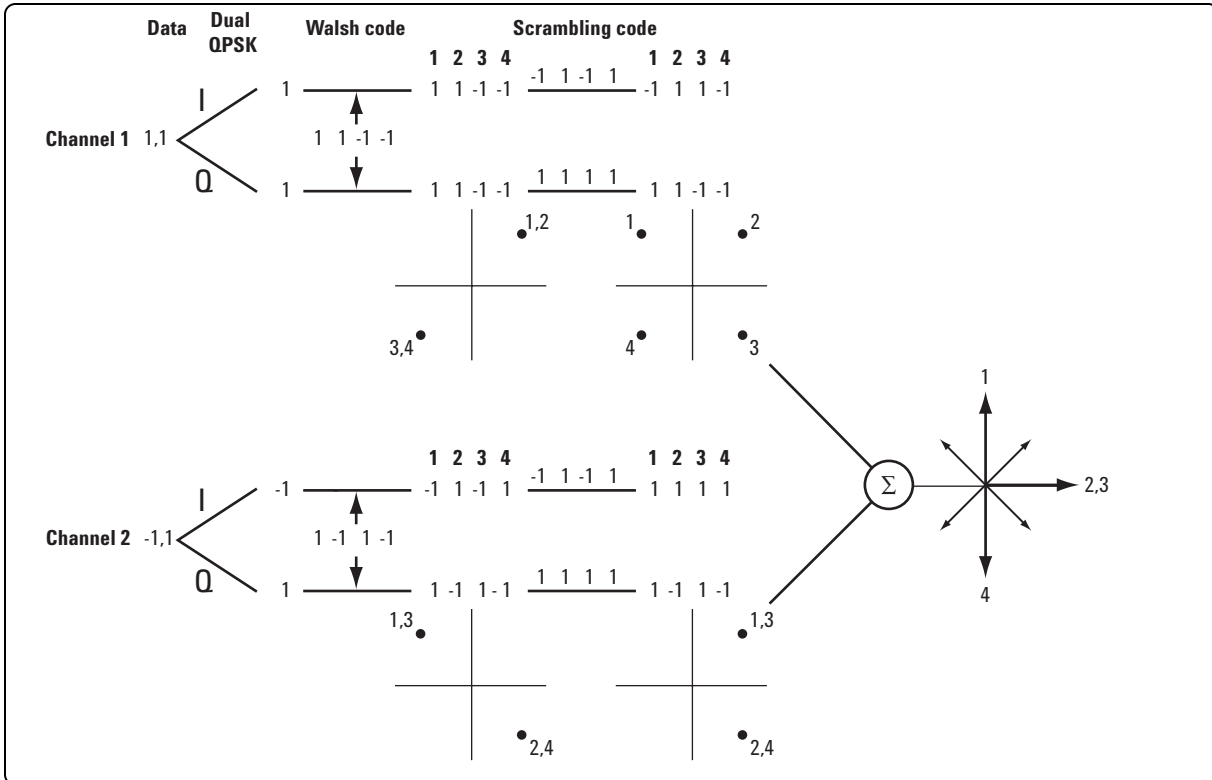 Data Dual QPSK Walsh code Scrambling code
1 2 3 4 1 2 3 4
I 1 1 1 -1 -1 -1 1 -1 1 -1 1 1 -1
Channel 1 1,1 1 1 -1 -1
Q 1 1 1 -1 -1 1 1 1 1 1 1 -1 -1
1,2 1 2
3,4 4 3
1
1 2 3 4 1 2 3 4
I -1 -1 1 -1 1 -1 1 -1 1 1 1 1 1
Σ 2,3
Channel 2 -1,1 1 -1 1 -1
4
Q 1 1 -1 1 -1 1 1 1 1 1 -1 1 -1
1,3 1,3
2,4 2,4